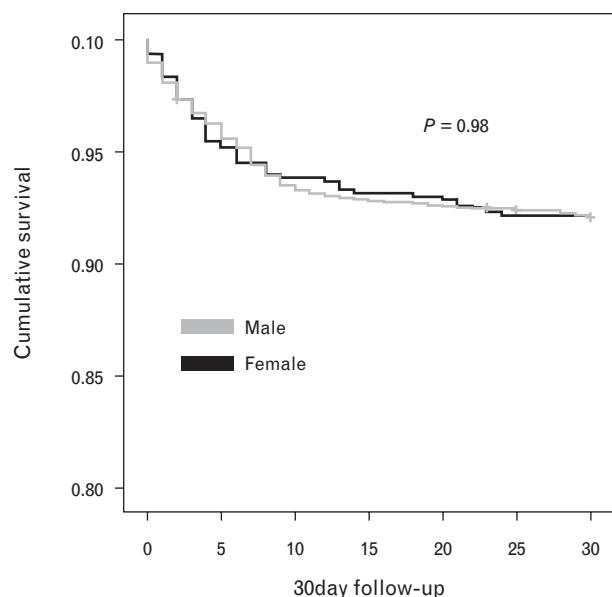 0.10
0.95
0.90
0.85
0.80
Cumulative survival
P = 0.98
Male
Female
0 5 10 15 20 25 30
30day follow-up